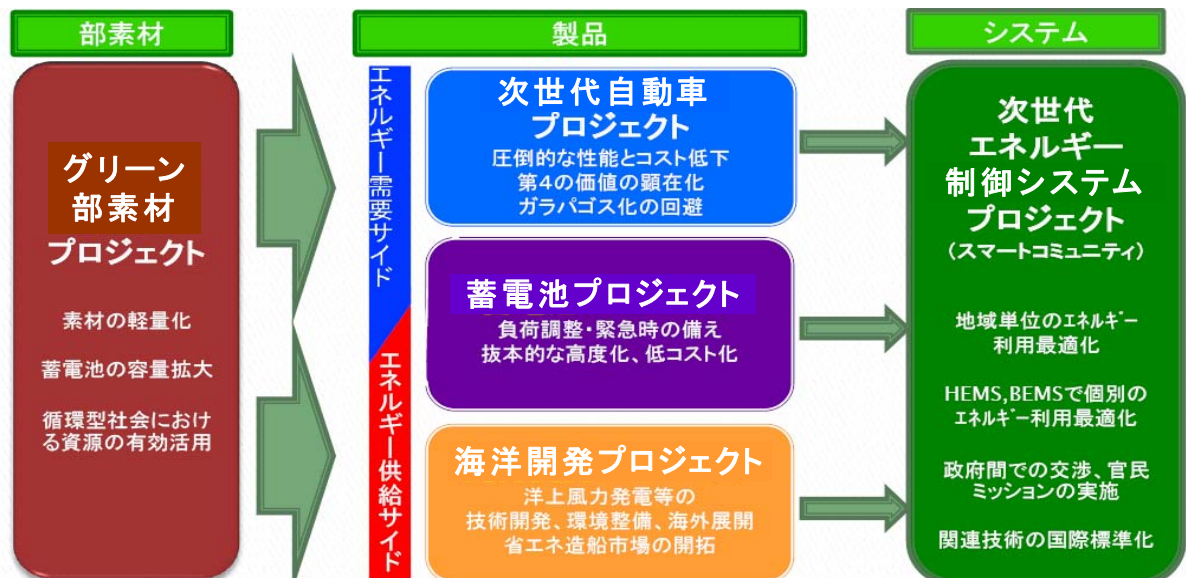 部素材
グリーン
部素材
プロジェクト
素材の軽量化
蓄電池の容量拡大
循環型社会におけ
る資源の有効活用
製品
エネルギー需要サイド
エネルギー供給サイド
次世代自動車
プロジェクト
圧倒的な性能とコスト低下
第4の価値の顕在化
ガラパゴス化の回避
蓄電池プロジェクト
負荷調整・緊急時の備え
抜本的な高度化、低コスト化
海洋開発プロジェクト
洋上風力発電等の
技術開発、環境整備、海外展開
省エネ造船市場の開拓
システム
次世代
エネルギー
制御システム
プロジェクト
(スマートコミュニティ)
地域単位のエネルギー
利用最適化
HEMS,BEMSで個別の
エネルギー利用最適化
政府間での交渉、官民
ミッションの実施
関連技術の国際標準化